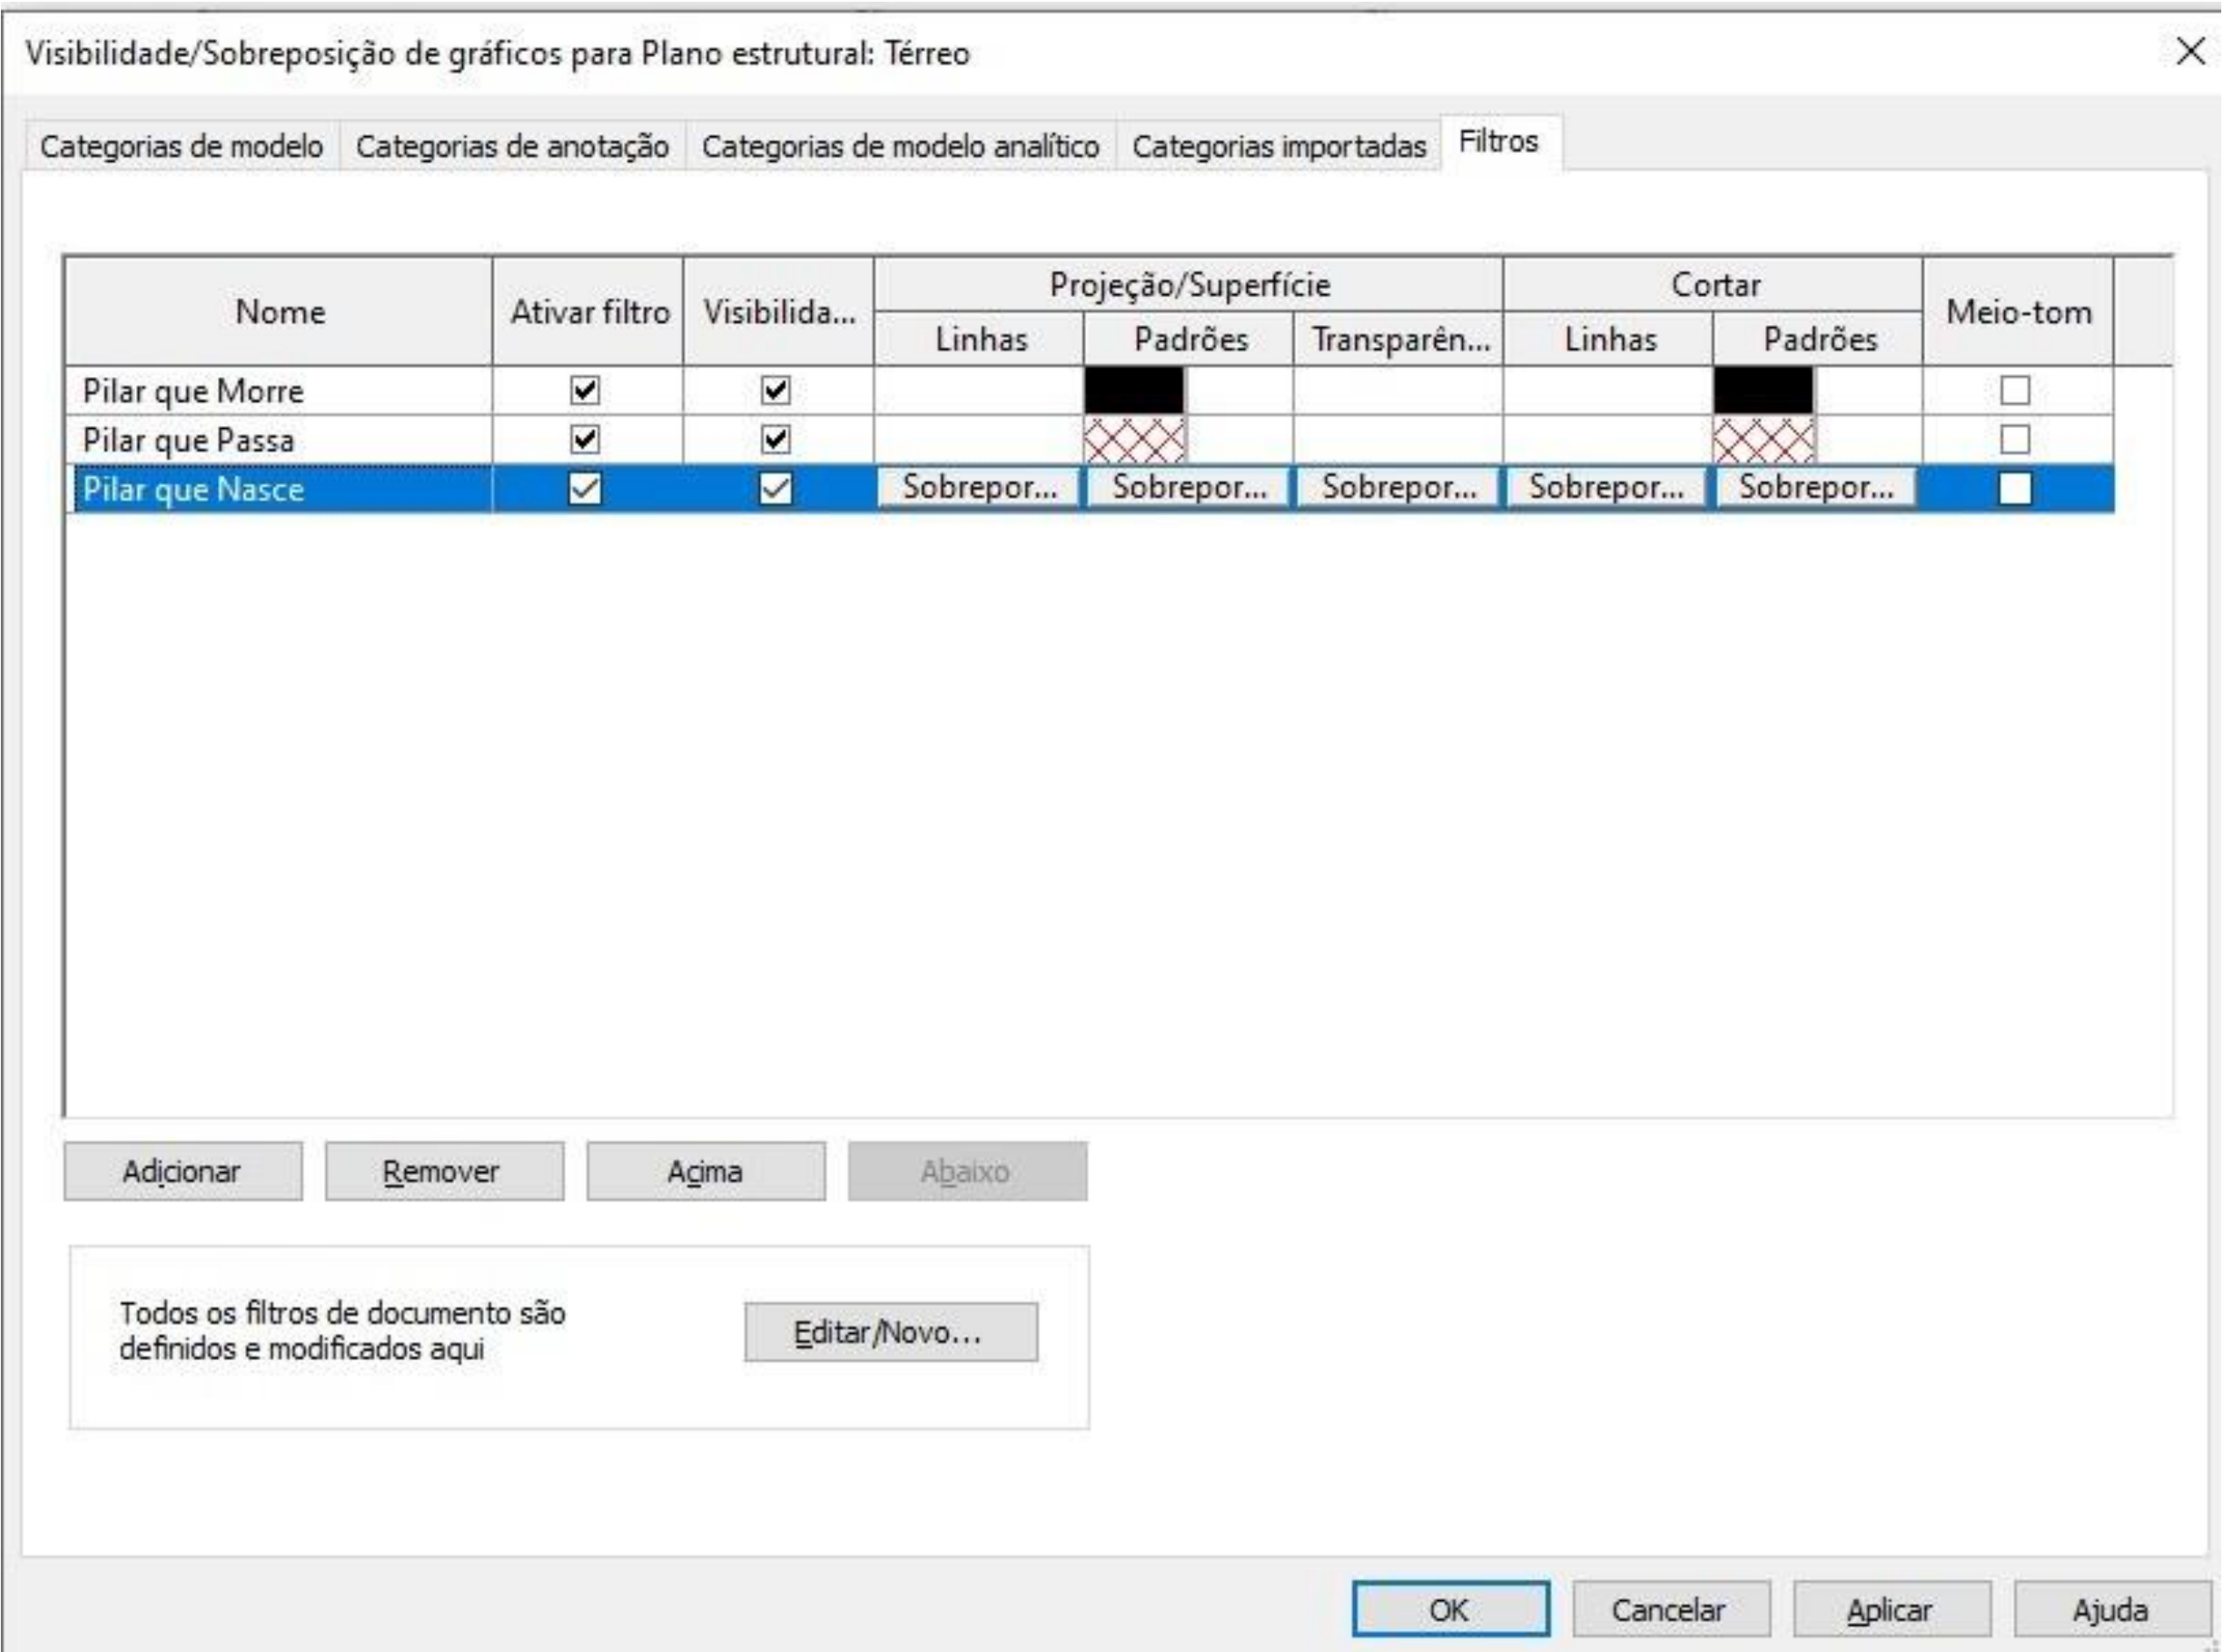 Visibilidade/Sobreposição de gráficos para Plano estrutural: Térreo
Categorias de modelo Categorias de anotação Categorias de modelo analítico Categorias importadas Filtros
Nome Ativar filtro Visibilida... Projeção/Superfície Cortar Meio-tom
Linhas Padrões Transparên... Linhas Padrões
Pilar que Morre
Pilar que Passa
Pilar que Nasce Sobrepor... Sobrepor... Sobrepor... Sobrepor... Sobrepor...
Adicionar Remover Acima Abaixo
Todos os filtros de documento são
definidos e modificados aqui
Editar/Novo...
OK Cancelar Aplicar Ajuda